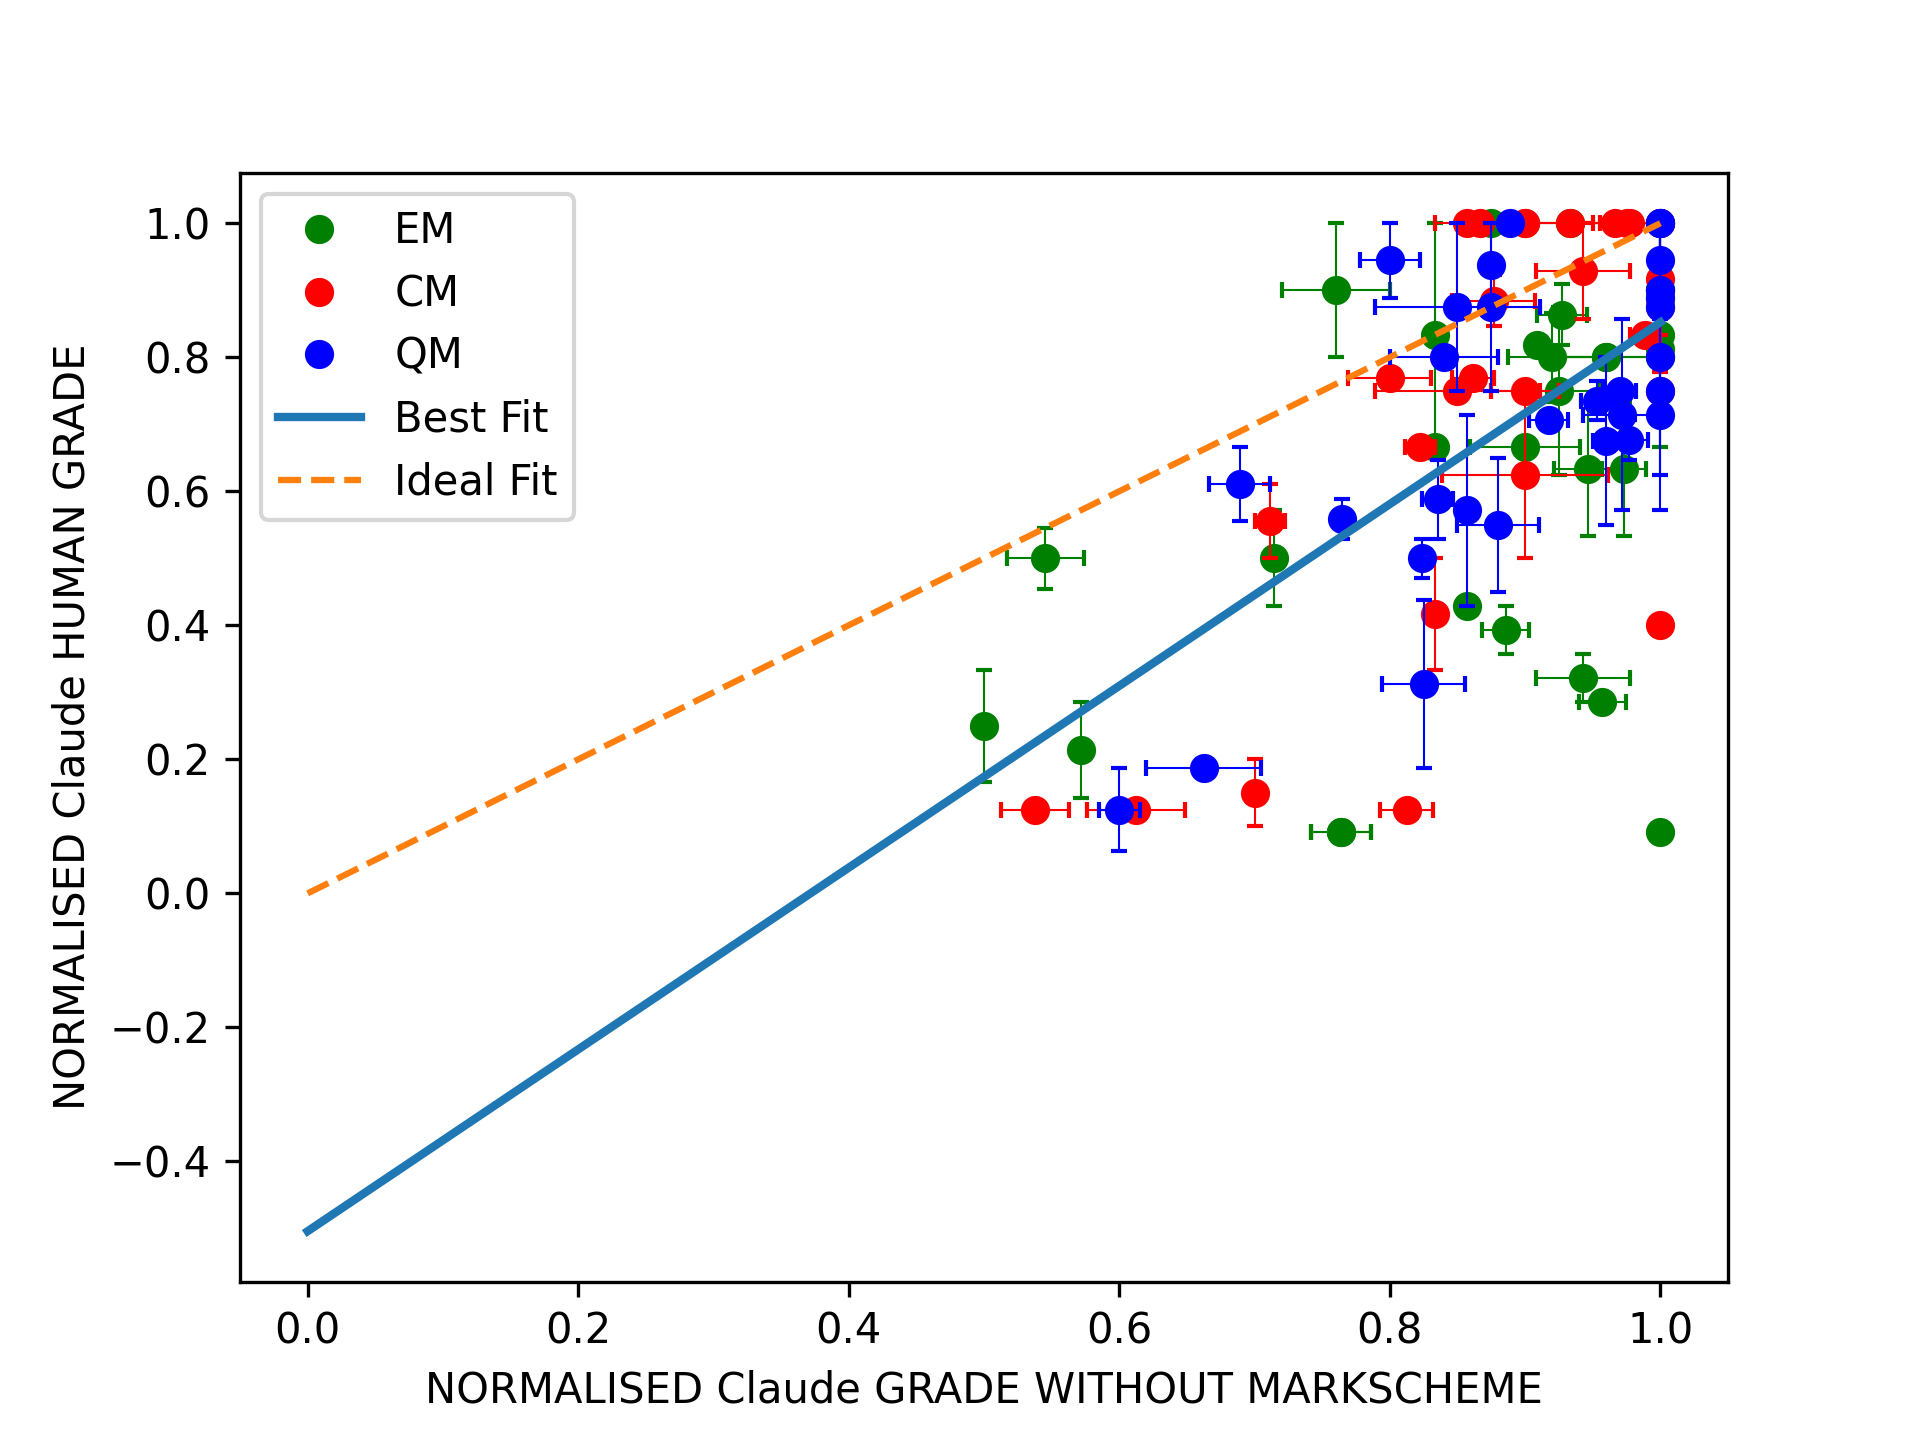 EM
CM
QM
Best Fit
Ideal Fit
1.0
0.8
0.6
0.4
0.2
0.0
−0.2
−0.4
NORMALISED Claude HUMAN GRADE
0.0 0.2 0.4 0.6 0.8 1.0
NORMALISED Claude GRADE WITHOUT MARKSCHEME